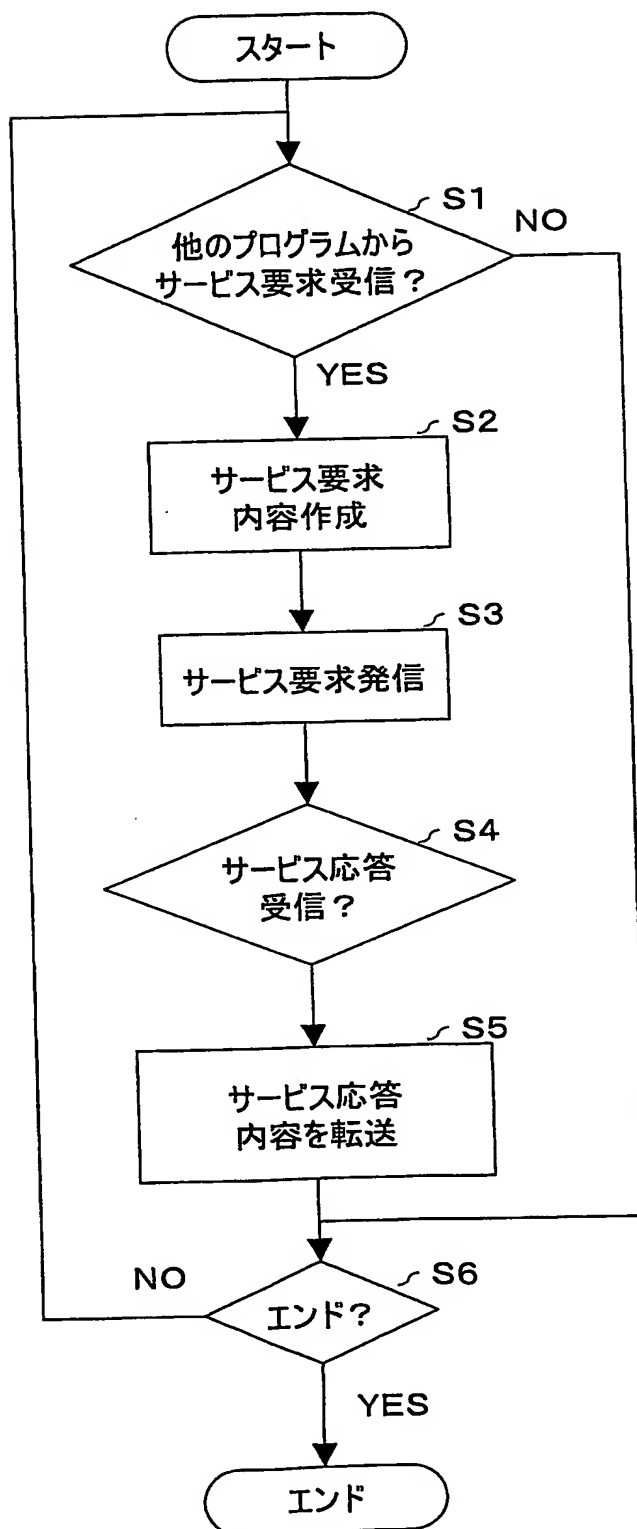 スタート
S1
NO
他のプログラムから
サービス要求受信？
YES
S2
サービス要求
内容作成
S3
サービス要求発信
S4
サービス応答
受信？
S5
サービス応答
内容を転送
NO
S6
エンド？
YES
エンド